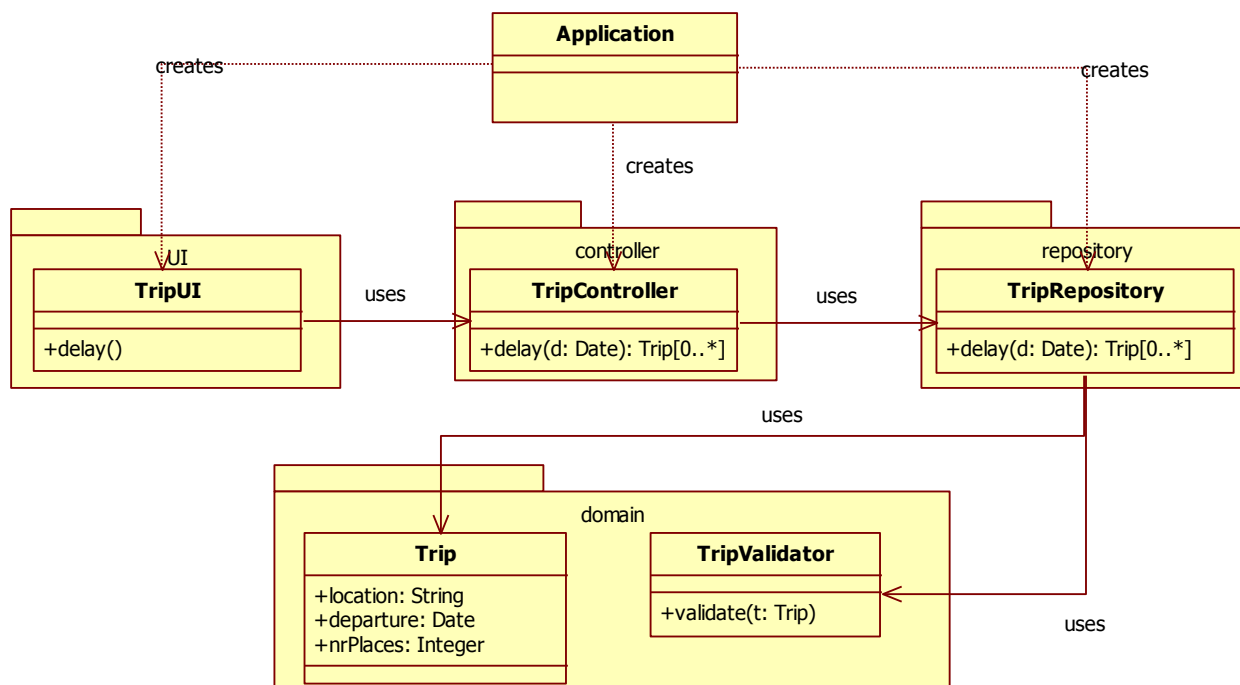 Application
creates
creates
creates
UI
controller
repository
TripUI
+delay()
uses
TripController
+delay(d: Date): Trip[0..*]
uses
TripRepository
+delay(d: Date): Trip[0..*]
uses
domain
Trip
+location: String
+departure: Date
+nrPlaces: Integer
TripValidator
+validate(t: Trip)
uses